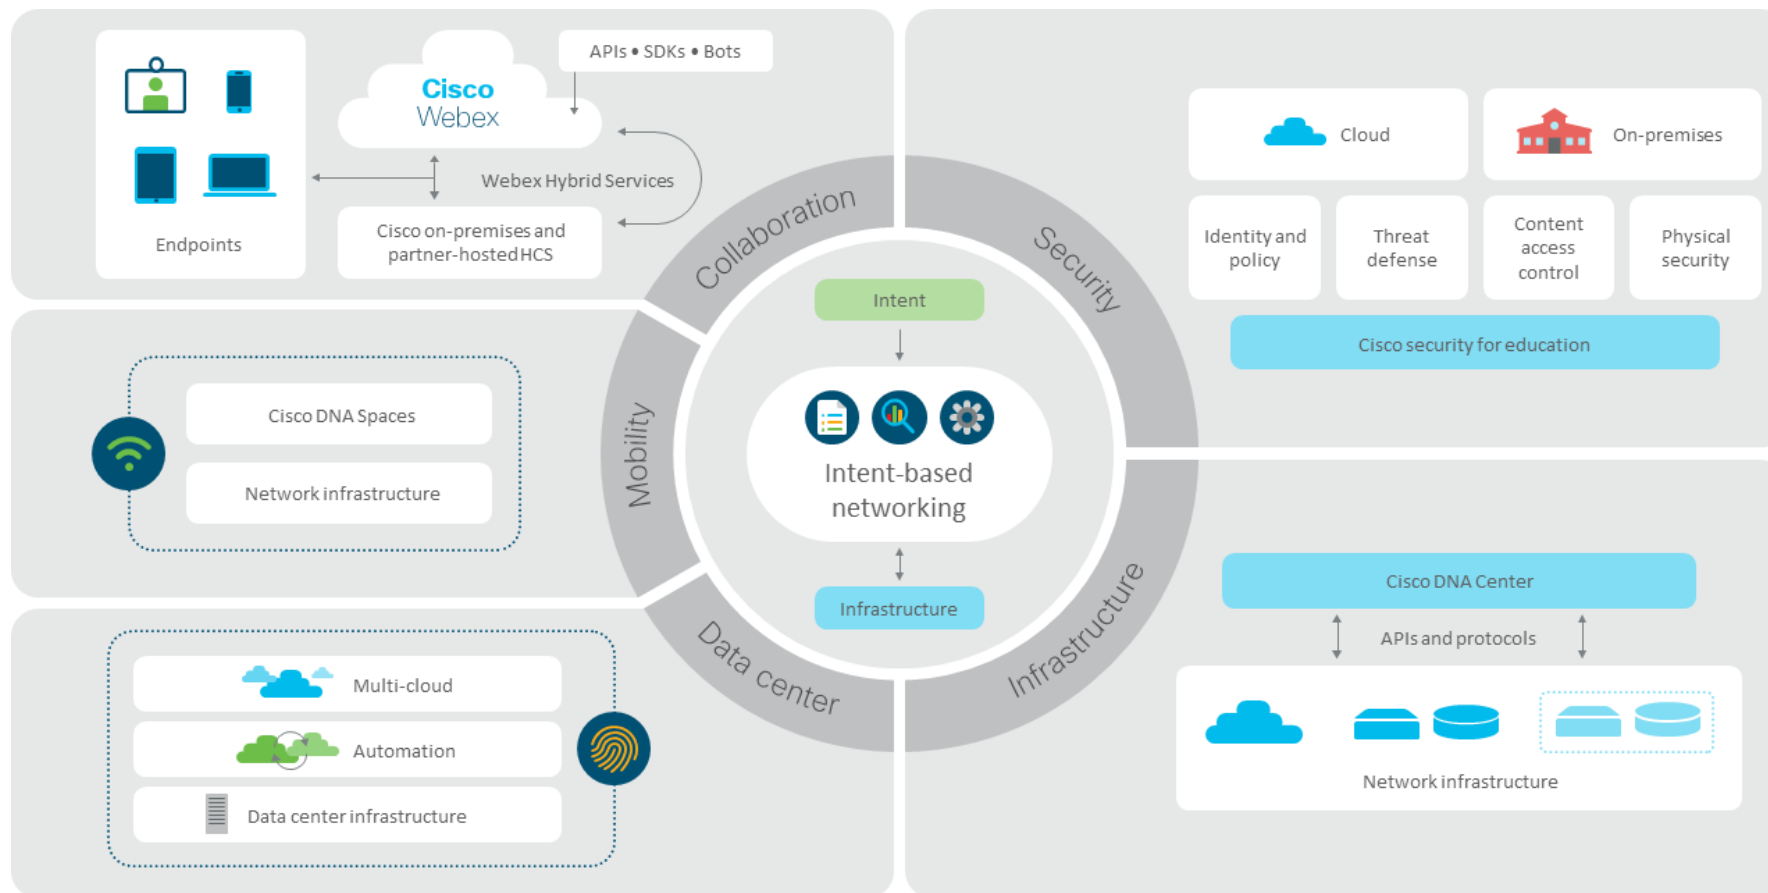 APIs • SDKs • Bots
Cisco
Webex
Webex Hybrid Services
Endpoints
Cisco on-premises and
partner-hosted HCS
Collaboration
Cloud
On-premises
Identity and
policy
Threat
defense
Content
access
control
Physical
security
Cisco security for education
Security
Cisco DNA Spaces
Network infrastructure
Mobility
Intent
Intent-based
networking
Infrastructure
Multi-cloud
Automation
Data center infrastructure
Data center
Infrastructure
Cisco DNA Center
APIs and protocols
Network infrastructure